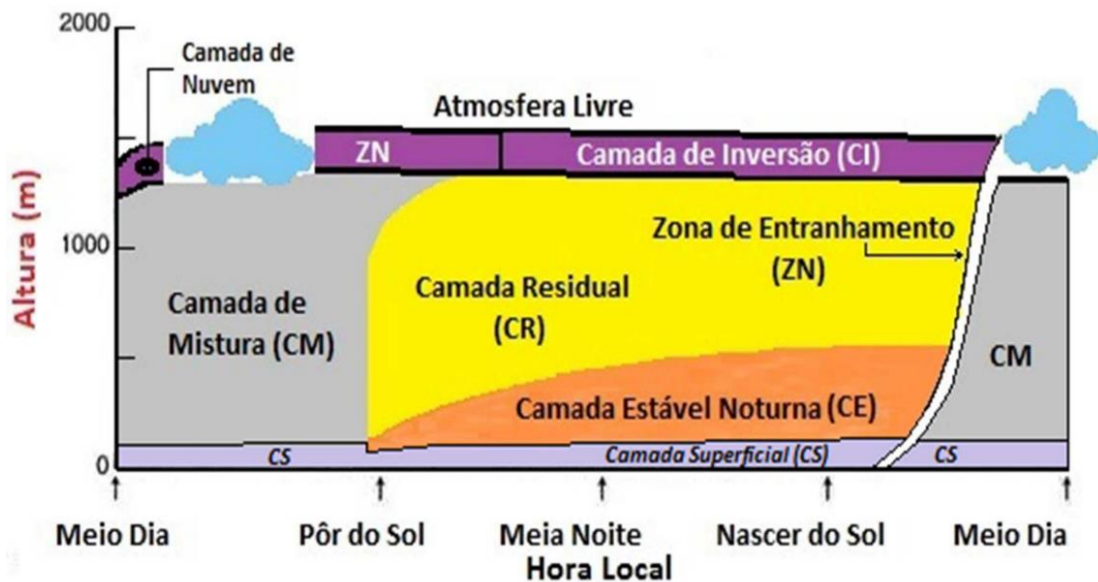 2000
Camada de
Nuvem
Atmosfera Livre
ZN
Camada de Inversão (CI)
1000
Zona de Entranhamento
(ZN)
Camada Residual
(CR)
Camada de
Mistura (CM)
CM
Camada Estável Noturna (CE)
CS
Camada Superficial (CS)
CS
0
Altura (m)
Meio Dia
Pôr do Sol
Meia Noite
Nascer do Sol
Meio Dia
Hora Local